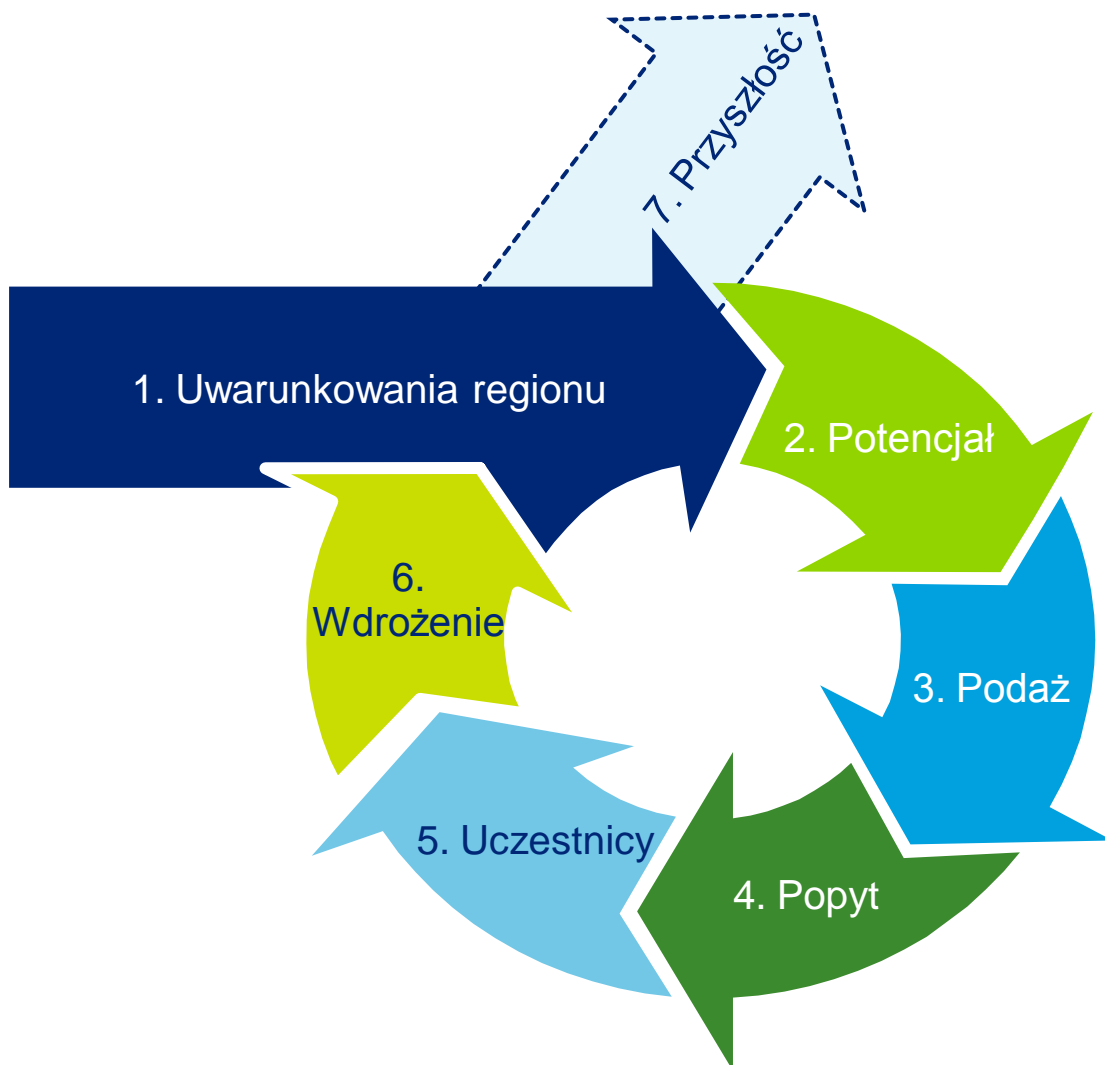 1. Uwarunkowania regionu
2. Potencjał
3. Podaż
4. Popyt
5. Uczestnicy
6.
Wdrożenie
7. Przyszłość